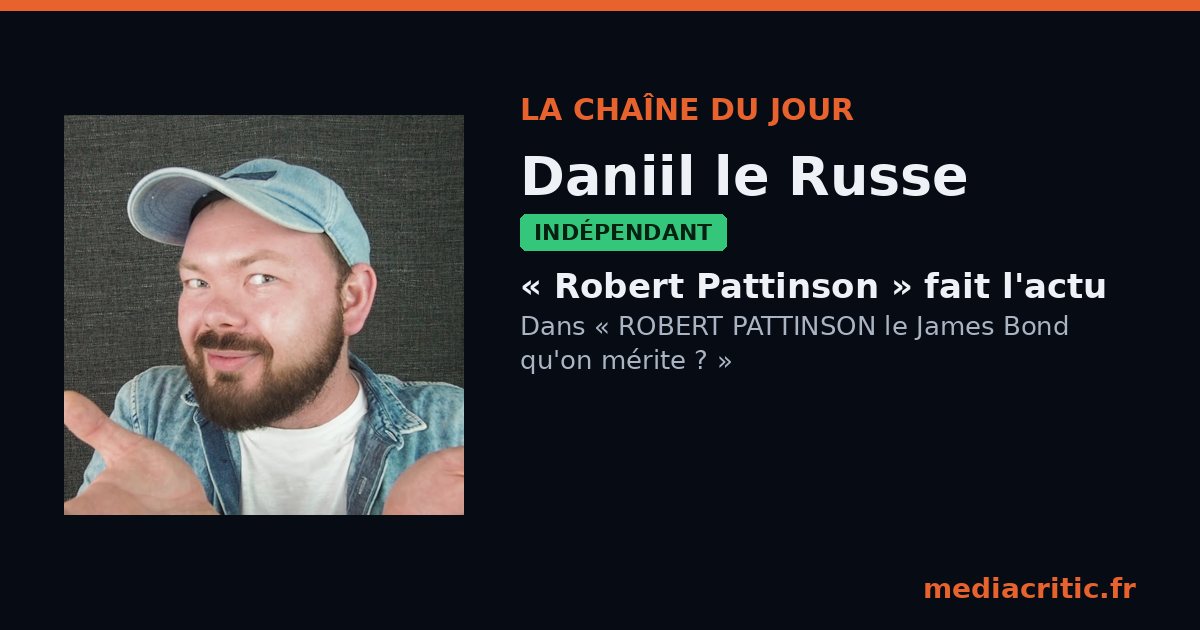 LA CHAÎNE DU JOUR
Daniil le Russe
INDÉPENDANT
« Robert Pattinson » fait l'actu
Dans « ROBERT PATTINSON le James Bond
qu'on mérite ? »
mediacritic.fr